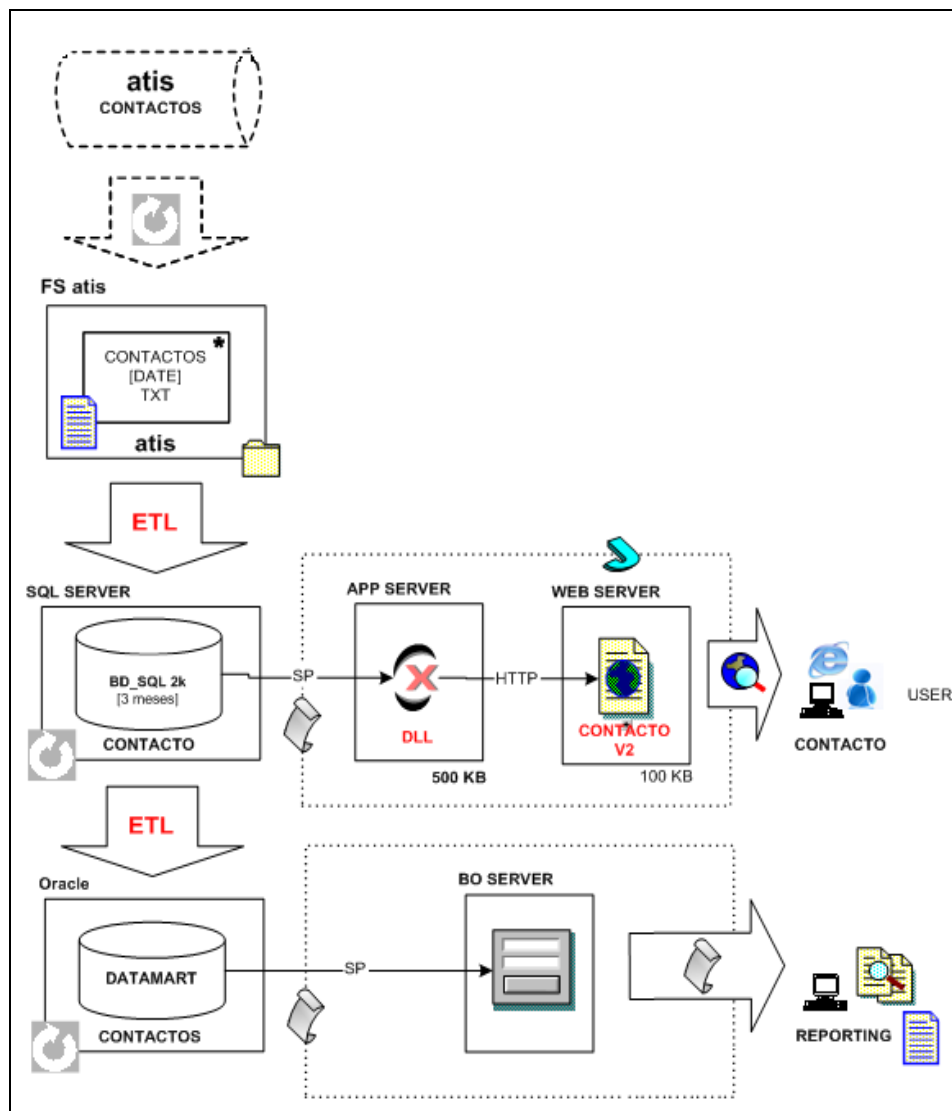 atis
CONTACTOS
FS atis
*
CONTACTOS
[DATE]
TXT
atis
ETL
SQL SERVER
BD_SQL 2k
[3 meses]
CONTACTO
SP
APP SERVER
DLL
500 KB
HTTP
WEB SERVER
CONTACTO
V2
100 KB
USER
CONTACTO
ETL
Oracle
DATAMART
CONTACTOS
SP
BO SERVER
REPORTING